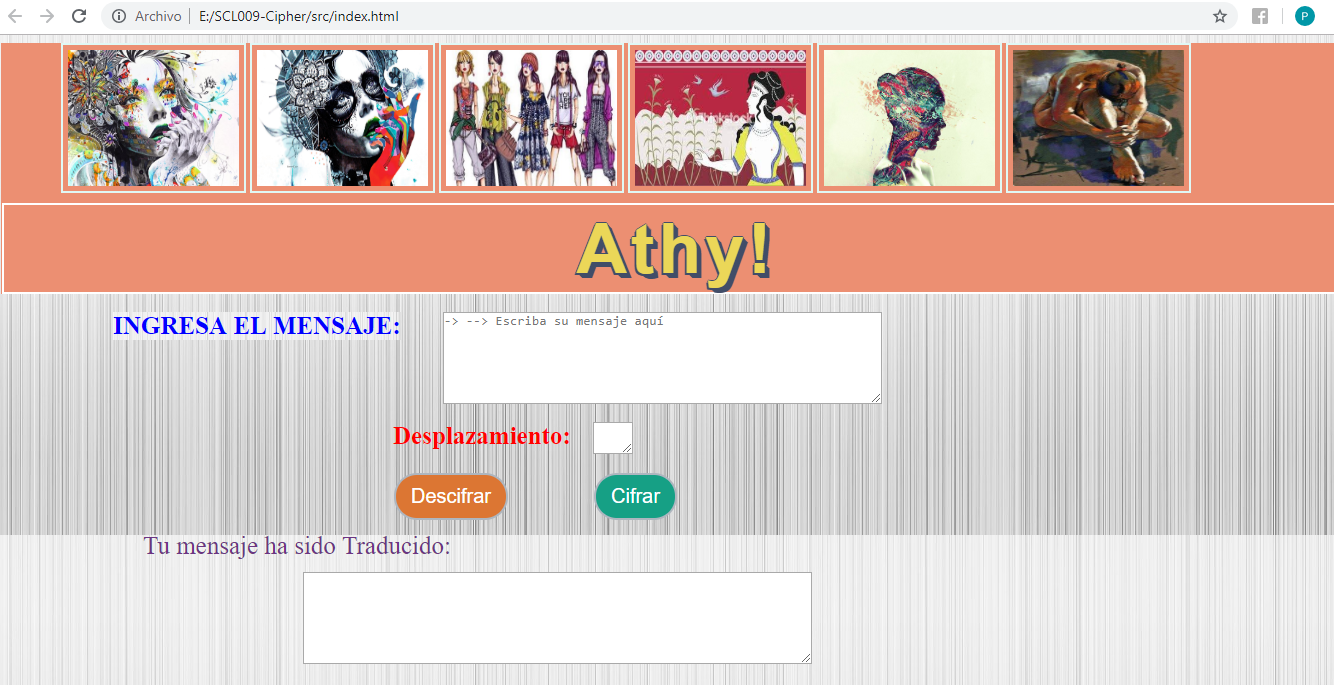 Archivo | E:/SCL009-Cipher/src/index.html
P
Thinkstock
Athy!
INGRESA EL MENSAJE:
-> --> Escriba su mensaje aquí
Desplazamiento:
Descifrar
Cifrar
Tu mensaje ha sido Traducido: